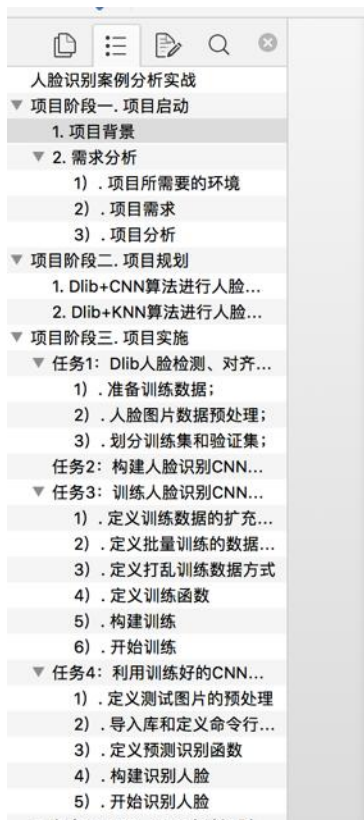 人脸识别案例分析实战
项目阶段一. 项目启动
1. 项目背景
2. 需求分析
1）. 项目所需要的环境
2）. 项目需求
3）. 项目分析
项目阶段二. 项目规划
1. Dlib+CNN算法进行人脸...
2. Dlib+KNN算法进行人脸...
项目阶段三. 项目实施
任务1：Dlib人脸检测、对齐...
1）. 准备训练数据；
2）. 人脸图片数据预处理；
3）. 划分训练集和验证集；
任务2：构建人脸识别CNN...
任务3：训练人脸识别CNN...
1）. 定义训练数据的扩充...
2）. 定义批量训练的数据...
3）. 定义打乱训练数据方式
4）. 定义训练函数
5）. 构建训练
6）. 开始训练
任务4：利用训练好的CNN...
1）. 定义测试图片的预处理
2）. 导入库和定义命令行...
3）. 定义预测识别函数
4）. 构建识别人脸
5）. 开始识别人脸